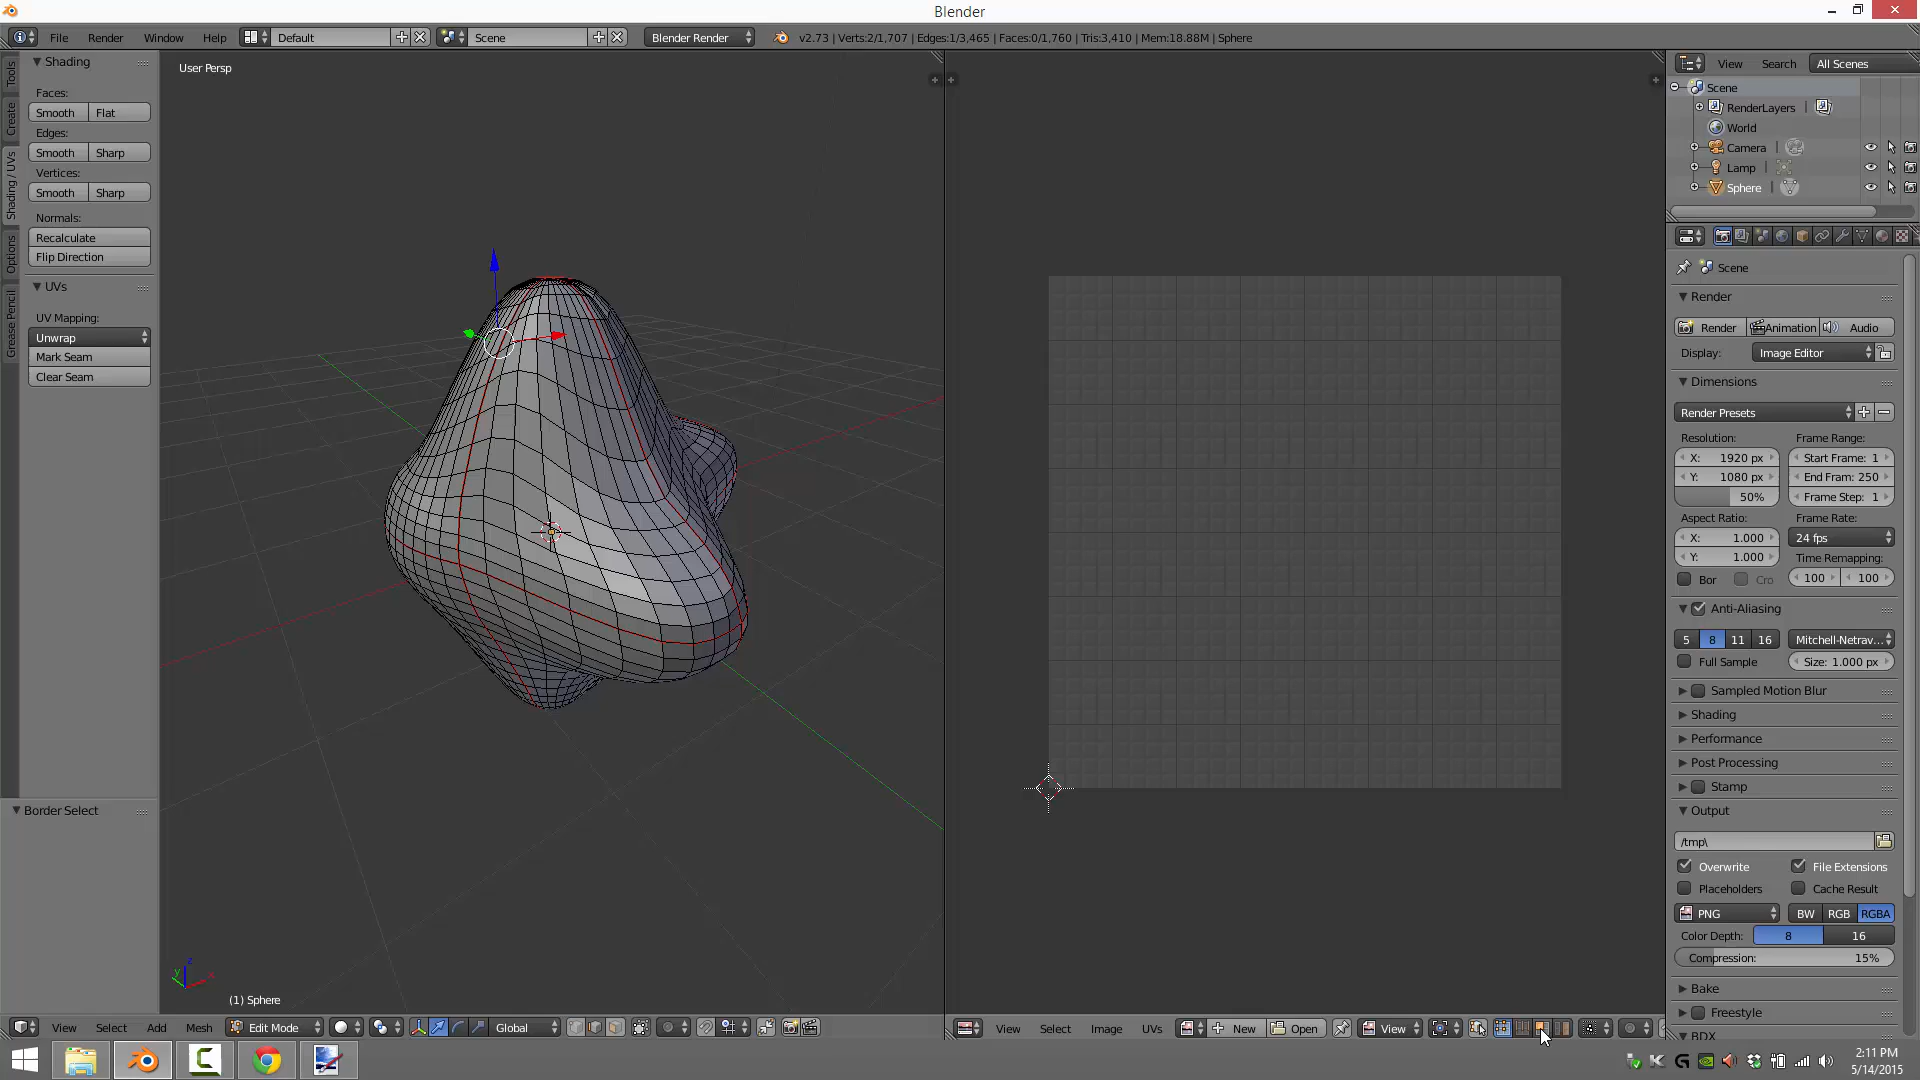 Blender
File Render Window Help Default Scene Blender Render v2.73 | Verts:2/1,707 | Edges:1/3,465 | Faces:0/1,760 | Tris:3,410 | Mem:18.88M | Sphere
Tools
Create
Shading / UVs
Options
Grease Pencil
Shading
Faces:
Smooth Flat
Edges:
Smooth Sharp
Vertices:
Smooth Sharp
Normals:
Recalculate
Flip Direction
UVs
UV Mapping:
Unwrap
Mark Seam
Clear Seam
Border Select
User Persp
z
y
x
(1) Sphere
View Select Add Mesh Edit Mode Global
View Select Image UVs New Open View
View Search All Scenes
Scene
RenderLayers
World
Camera
Lamp
Sphere
Scene
Render
Render Animation Audio
Display: Image Editor
Dimensions
Render Presets
Resolution: Frame Range:
X: 1920 px Start Frame: 1
Y: 1080 px End Fram: 250
50% Frame Step: 1
Aspect Ratio: Frame Rate:
X: 1.000 24 fps
Y: 1.000 Time Remapping:
Bor Cro 100 100
Anti-Aliasing
5 8 11 16 Mitchell-Netrav...
Full Sample Size: 1.000 px
Sampled Motion Blur
Shading
Performance
Post Processing
Stamp
Output
/tmp\
Overwrite File Extensions
Placeholders Cache Result
PNG BW RGB RGBA
Color Depth: 8 16
Compression: 15%
Bake
Freestyle
BDX
2:11 PM
5/14/2015